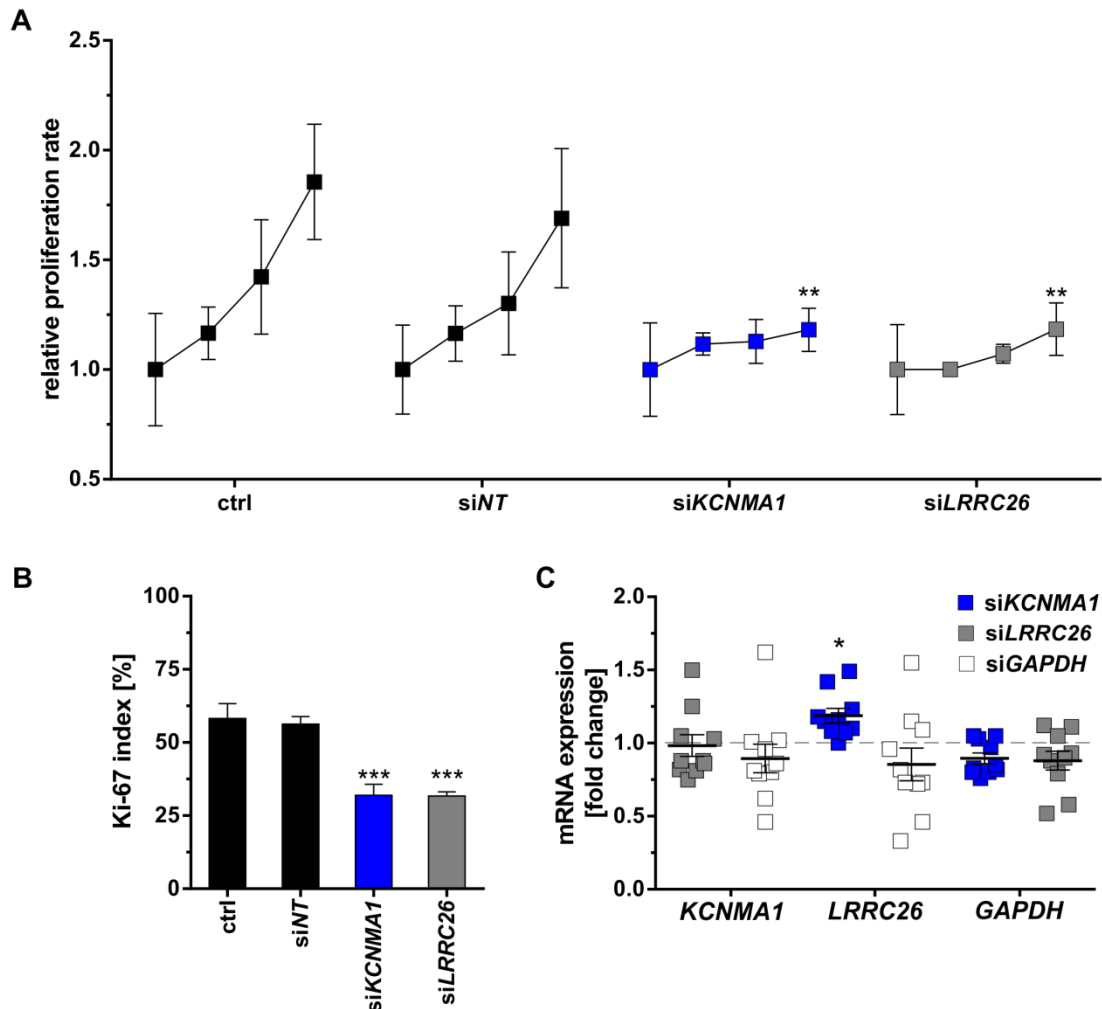 A
relative proliferation rate
2.5
2.0
1.5
1.0
0.5
**
**
ctrl
siNT
siKCNMA1
siLRRC26
B
Ki-67 index [%]
100
75
50
25
0
***
***
ctrl
siNT
siKCNMA1
siLRRC26
C
mRNA expression
[fold change]
2.0
1.5
1.0
0.5
0.0
*
siKCNMA1
siLRRC26
siGAPDH
KCNMA1
LRRC26
GAPDH